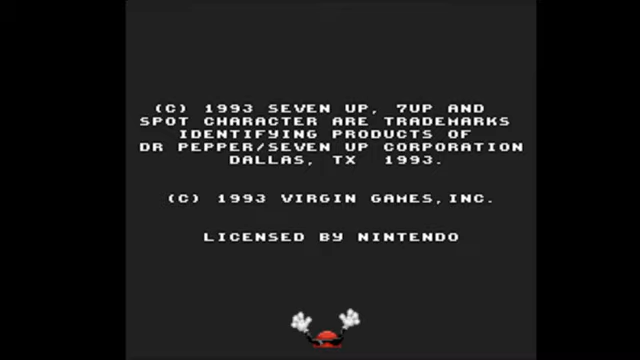 (C) 1993 SEVEN UP, 7UP AND
SPOT CHARACTER ARE TRADEMARKS
IDENTIFYING PRODUCTS OF
DR PEPPER/SEVEN UP CORPORATION
DALLAS, TX 1993.
(C) 1993 VIRGIN GAMES,INC.
LICENSED BY NINTENDO